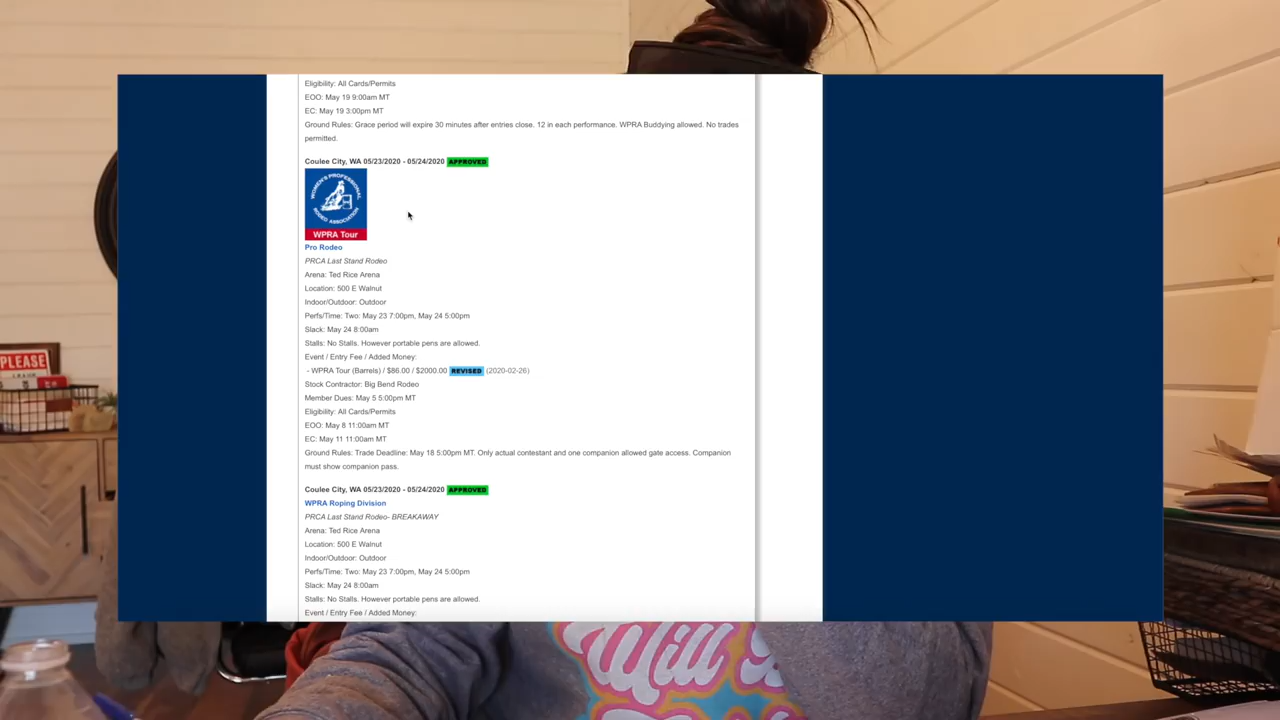 Eligibility: All Cards/Permits
EOO: May 19 9:00am MT
EC: May 19 3:00pm MT
Ground Rules: Grace period will expire 30 minutes after entries close. 12 in each performance. WPRA Buddying allowed. No trades
permitted.
Coulee City, WA 05/23/2020 - 05/24/2020 APPROVED
WOMEN'S PROFESSIONAL
RODEO ASSOCIATION
WPRA Tour
Pro Rodeo
PRCA Last Stand Rodeo
Arena: Ted Rice Arena
Location: 500 E Walnut
Indoor/Outdoor: Outdoor
Perfs/Time: Two: May 23 7:00pm, May 24 5:00pm
Slack: May 24 8:00am
Stalls: No Stalls. However portable pens are allowed.
Event / Entry Fee / Added Money:
- WPRA Tour (Barrels) / $86.00 / $2000.00 REVISED (2020-02-26)
Stock Contractor: Big Bend Rodeo
Member Dues: May 5 5:00pm MT
Eligibility: All Cards/Permits
EOO: May 8 11:00am MT
EC: May 11 11:00am MT
Ground Rules: Trade Deadline: May 18 5:00pm MT. Only actual contestant and one companion allowed gate access. Companion
must show companion pass.
Coulee City, WA 05/23/2020 - 05/24/2020 APPROVED
WPRA Roping Division
PRCA Last Stand Rodeo- BREAKAWAY
Arena: Ted Rice Arena
Location: 500 E Walnut
Indoor/Outdoor: Outdoor
Perfs/Time: Two: May 23 7:00pm, May 24 5:00pm
Slack: May 24 8:00am
Stalls: No Stalls. However portable pens are allowed.
Event / Entry Fee / Added Money:
PLEASE
Will